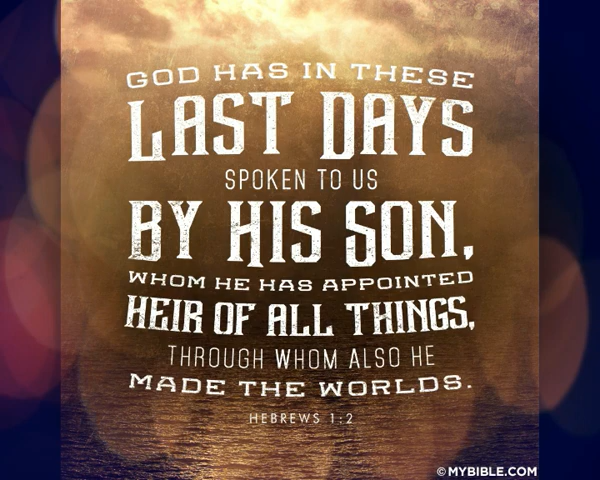 GOD HAS IN THESE
LAST DAYS
SPOKEN TO US
BY HIS SON,
WHOM HE HAS APPOINTED
HEIR OF ALL THINGS,
THROUGH WHOM ALSO HE
MADE THE WORLDS.
HEBREWS 1:2
© MYBIBLE.COM